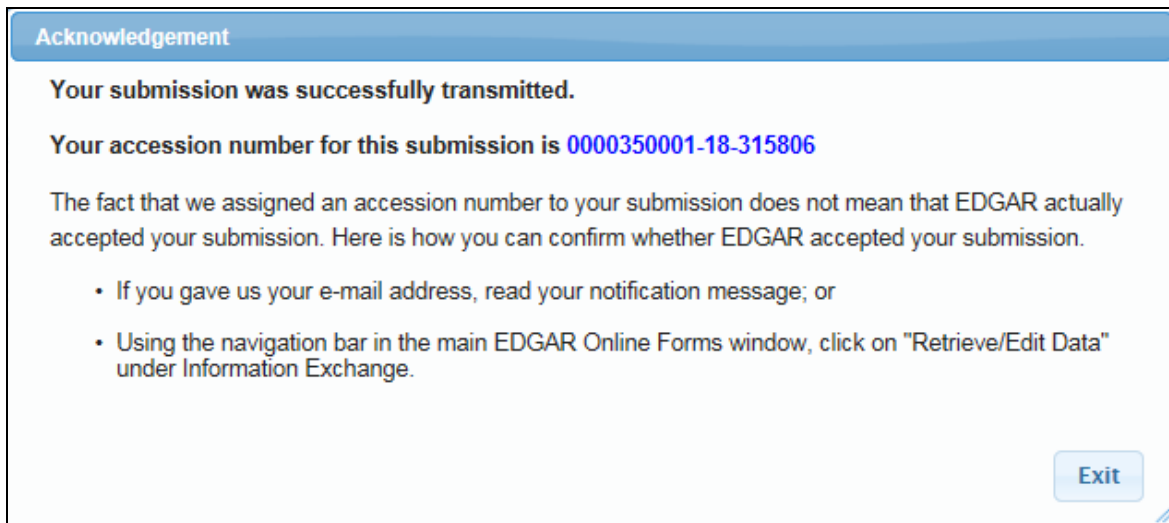 Acknowledgement
Your submission was successfully transmitted.
Your accession number for this submission is 0000350001-18-315806
The fact that we assigned an accession number to your submission does not mean that EDGAR actually
accepted your submission. Here is how you can confirm whether EDGAR accepted your submission.
• If you gave us your e-mail address, read your notification message; or
• Using the navigation bar in the main EDGAR Online Forms window, click on "Retrieve/Edit Data"
under Information Exchange.
Exit